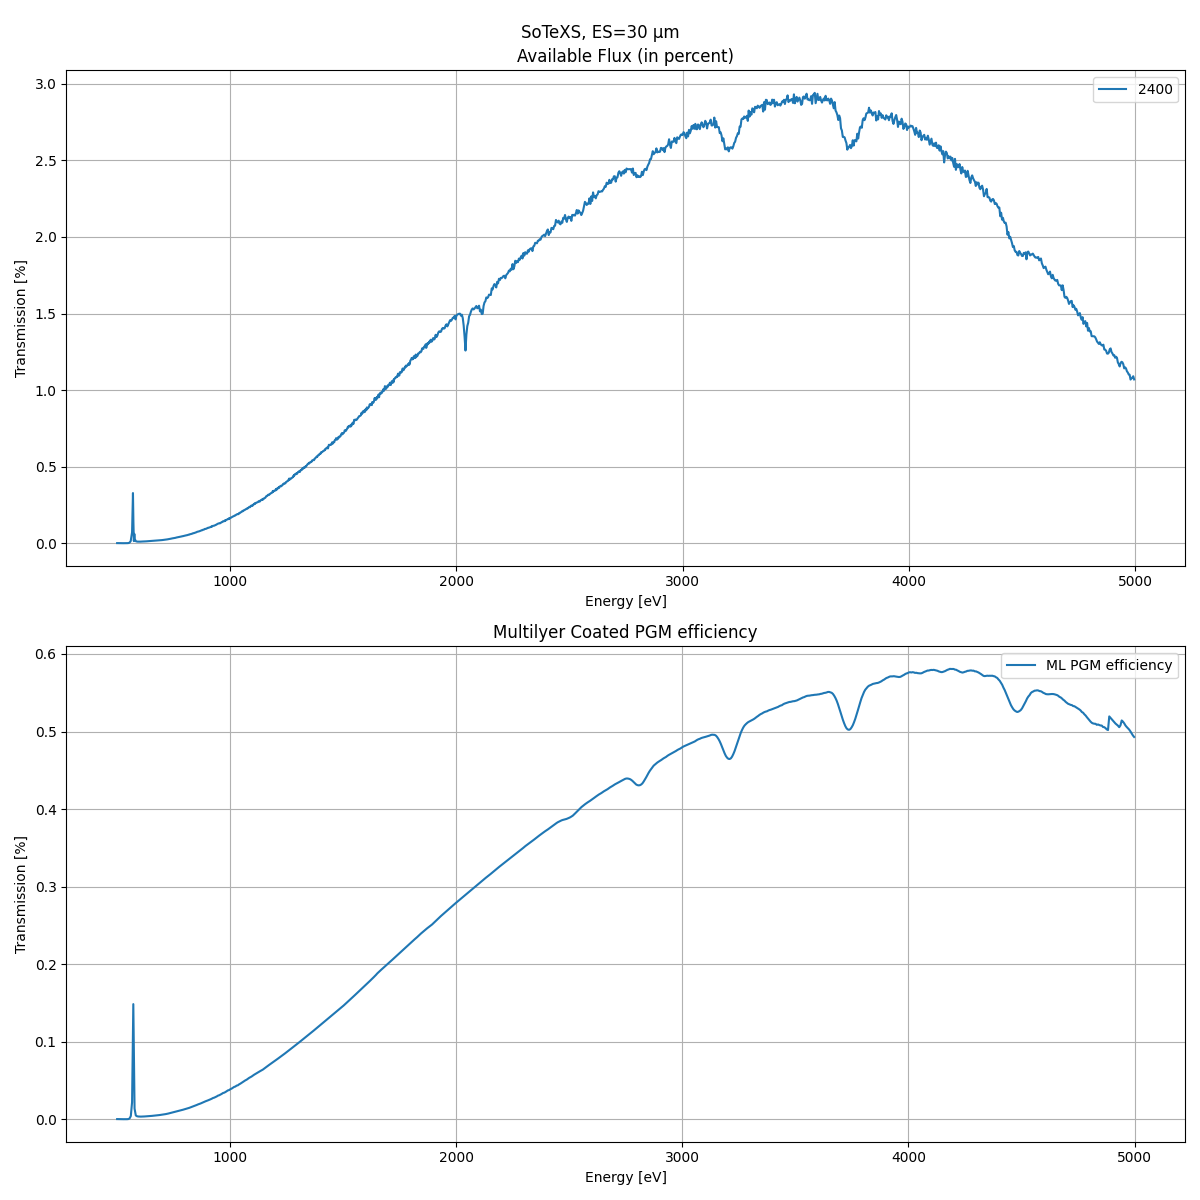 SoTeXS, ES=30 µm
Available Flux (in percent)
3.0
2400
2.5
2.0
1.5
1.0
0.5
0.0
Transmission [%]
1000 2000 3000 4000 5000
Energy [eV]
Multilyer Coated PGM efficiency
0.6
ML PGM efficiency
0.5
0.4
0.3
0.2
0.1
0.0
Transmission [%]
1000 2000 3000 4000 5000
Energy [eV]